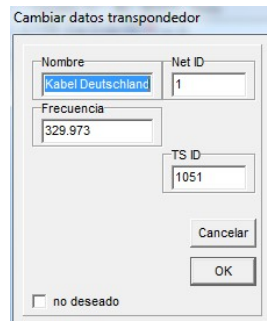 Cambiar datos transpondedor
Nombre
Net ID
Kabel Deutschland
1
Frecuencia
329.973
TS ID
1051
Cancelar
OK
no deseado